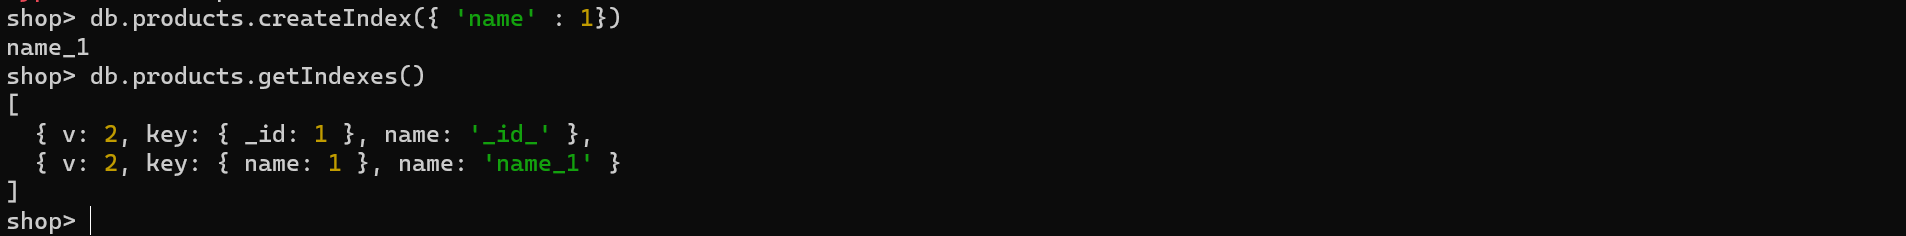 shop> db.products.createIndex({ 'name' : 1})
name_1
shop> db.products.getIndexes()
[
  { v: 2, key: { _id: 1 }, name: '_id_' },
  { v: 2, key: { name: 1 }, name: 'name_1' }
]
shop>